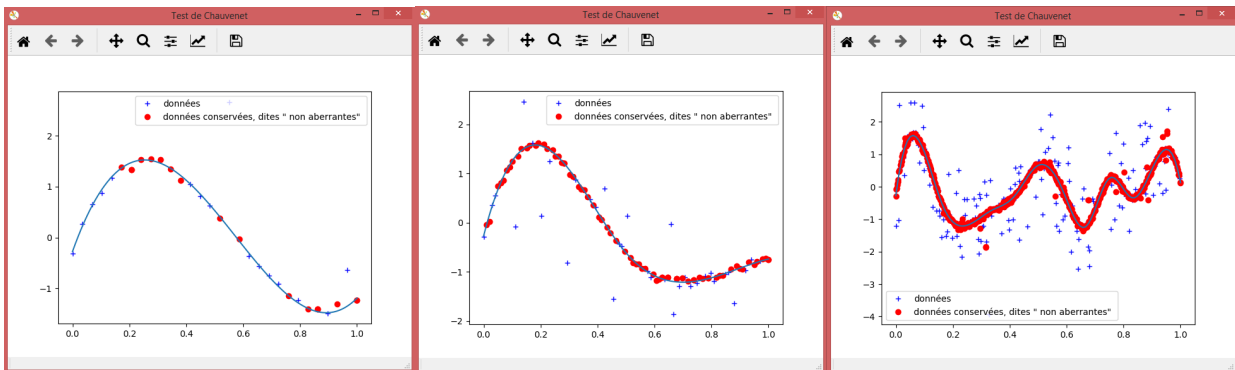 Test de Chauvenet
données
données conservées, dites " non aberrantes"
2
1
0
−1
0.0 0.2 0.4 0.6 0.8 1.0
Test de Chauvenet
données
données conservées, dites " non aberrantes"
2
1
0
−1
−2
0.0 0.2 0.4 0.6 0.8 1.0
Test de Chauvenet
2
1
0
−1
−2
−3
−4
données
données conservées, dites " non aberrantes"
0.0 0.2 0.4 0.6 0.8 1.0